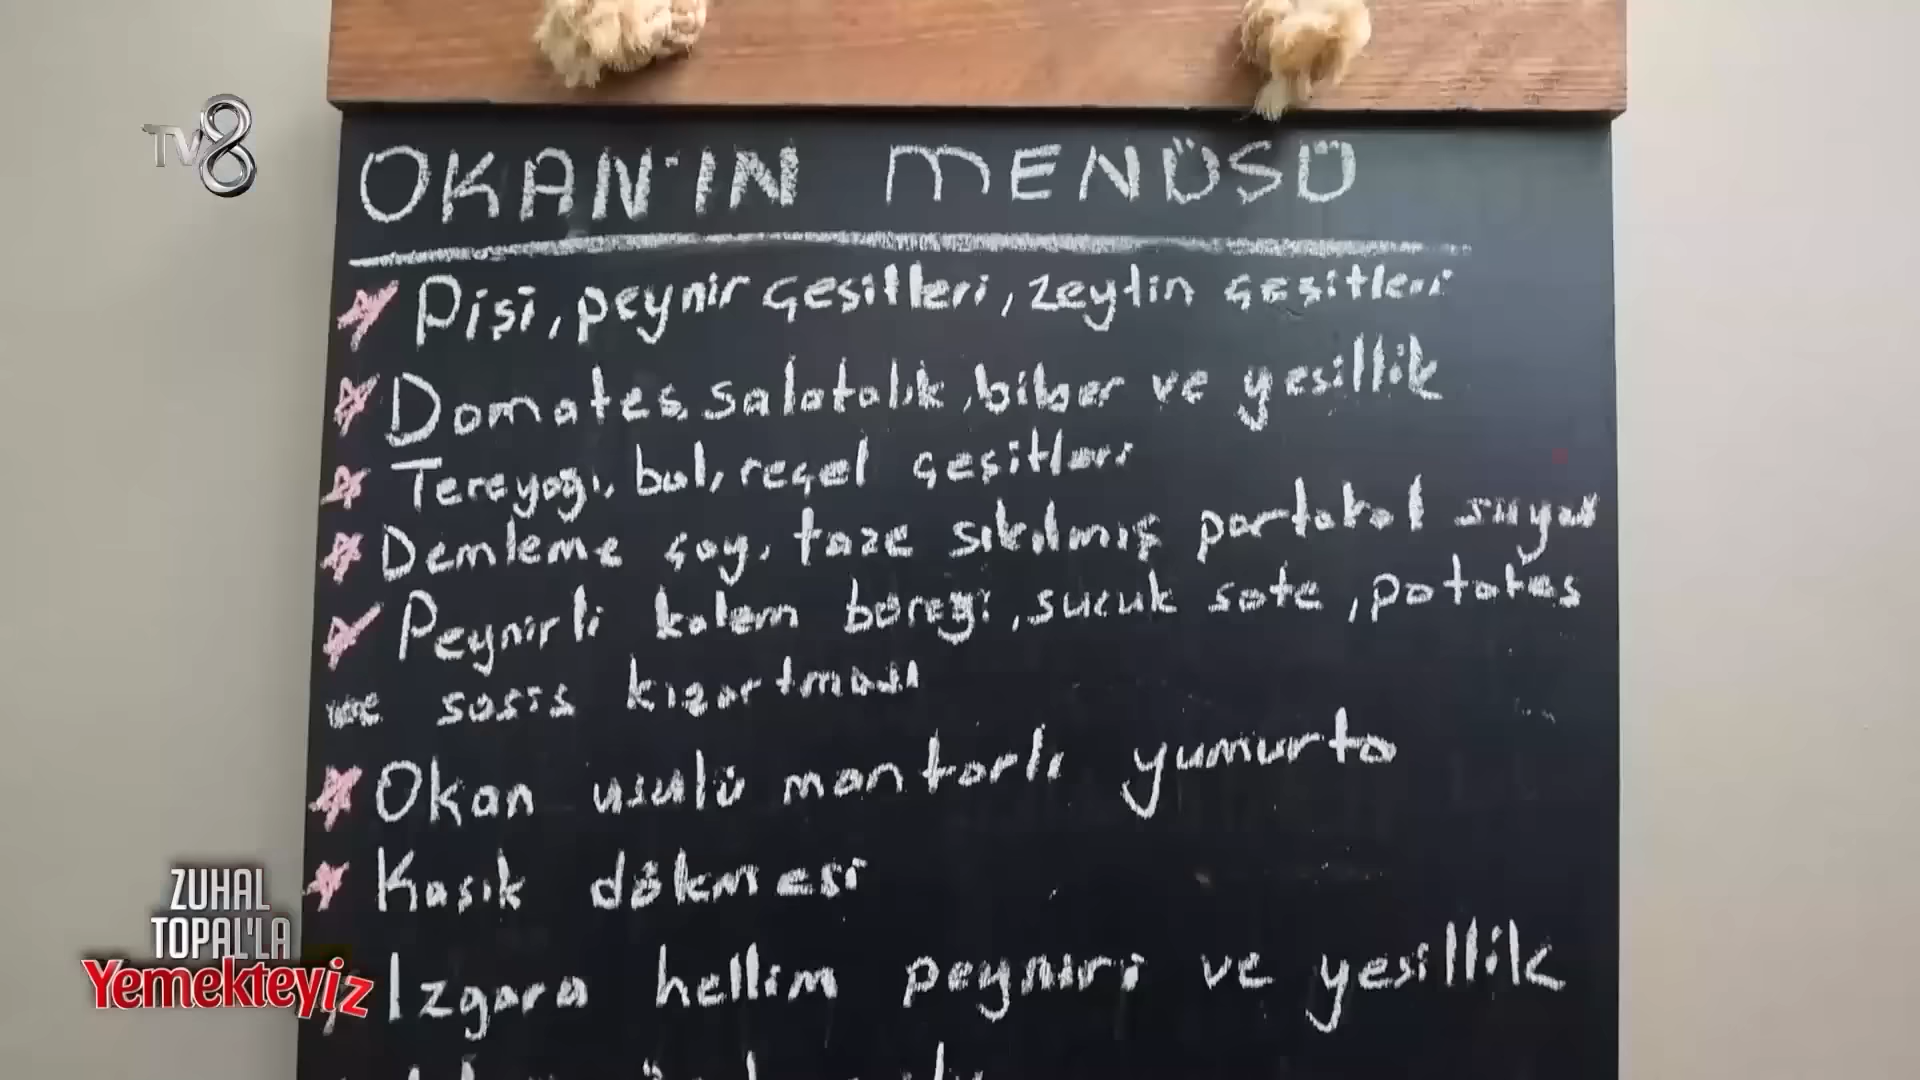 TV8
OKAN'IN MENÜSÜ
Pişi, peynir çeşitleri, zeytin çeşitleri
Domates, salatalık, biber ve yeşillik
Tereyağı, bal, reçel çeşitleri
Demleme çay, taze sıkılmış portakal suyu
Peynirli kalem böreği, sucuk sote, patates
ve sosis kızartması
Okan usulü mantarlı yumurta
Kaşık dökmesi
Izgara hellim peyniri ve yeşillik
ZUHAL
TOPAL'LA
Yemekteyiz